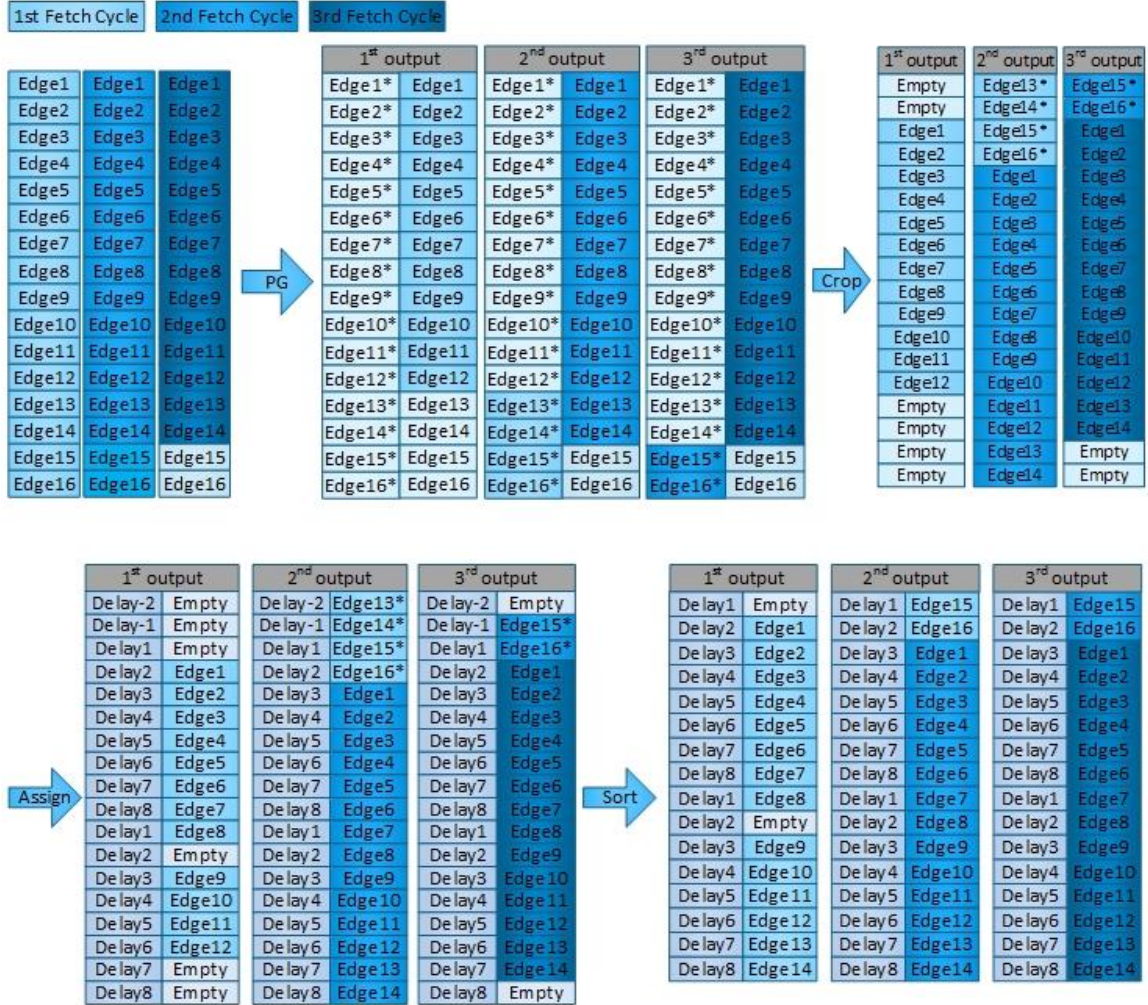 1st Fetch Cycle 2nd Fetch Cycle 3rd Fetch Cycle
Edge1 Edge1 Edge1
Edge2 Edge2 Edge2
Edge3 Edge3 Edge3
Edge4 Edge4 Edge4
Edge5 Edge5 Edge5
Edge6 Edge6 Edge6
Edge7 Edge7 Edge7
Edge8 Edge8 Edge8
Edge9 Edge9 Edge9
Edge10 Edge10 Edge10
Edge11 Edge11 Edge11
Edge12 Edge12 Edge12
Edge13 Edge13 Edge13
Edge14 Edge14 Edge14
Edge15 Edge15 Edge15
Edge16 Edge16 Edge16
PG
1st output 2nd output 3rd output
Edge1* Edge1 Edge1* Edge1 Edge1* Edge1
Edge2* Edge2 Edge2* Edge2 Edge2* Edge2
Edge3* Edge3 Edge3* Edge3 Edge3* Edge3
Edge4* Edge4 Edge4* Edge4 Edge4* Edge4
Edge5* Edge5 Edge5* Edge5 Edge5* Edge5
Edge6* Edge6 Edge6* Edge6 Edge6* Edge6
Edge7* Edge7 Edge7* Edge7 Edge7* Edge7
Edge8* Edge8 Edge8* Edge8 Edge8* Edge8
Edge9* Edge9 Edge9* Edge9 Edge9* Edge9
Edge10* Edge10 Edge10* Edge10 Edge10* Edge10
Edge11* Edge11 Edge11* Edge11 Edge11* Edge11
Edge12* Edge12 Edge12* Edge12 Edge12* Edge12
Edge13* Edge13 Edge13* Edge13 Edge13* Edge13
Edge14* Edge14 Edge14* Edge14 Edge14* Edge14
Edge15* Edge15 Edge15* Edge15 Edge15* Edge15
Edge16* Edge16 Edge16* Edge16 Edge16* Edge16
Crop
1st output 2nd output 3rd output
Empty Edge13* Edge15*
Empty Edge14* Edge16*
Edge1 Edge15* Edge1
Edge2 Edge16* Edge2
Edge3 Edge1 Edge3
Edge4 Edge2 Edge4
Edge5 Edge3 Edge5
Edge6 Edge4 Edge6
Edge7 Edge5 Edge7
Edge8 Edge6 Edge8
Edge9 Edge7 Edge9
Edge10 Edge8 Edge10
Edge11 Edge9 Edge11
Edge12 Edge10 Edge12
Empty Edge11 Edge13
Empty Edge12 Edge14
Empty Edge13 Empty
Empty Edge14 Empty
Assign
1st output 2nd output 3rd output
Delay-2 Empty Delay-2 Edge13* Delay-2 Empty
Delay-1 Empty Delay-1 Edge14* Delay-1 Edge15*
Delay1 Empty Delay1 Edge15* Delay1 Edge16*
Delay2 Edge1 Delay2 Edge16* Delay2 Edge1
Delay3 Edge2 Delay3 Edge1 Delay3 Edge2
Delay4 Edge3 Delay4 Edge2 Delay4 Edge3
Delay5 Edge4 Delay5 Edge3 Delay5 Edge4
Delay6 Edge5 Delay6 Edge4 Delay6 Edge5
Delay7 Edge6 Delay7 Edge5 Delay7 Edge6
Delay8 Edge7 Delay8 Edge6 Delay8 Edge7
Delay1 Edge8 Delay1 Edge7 Delay1 Edge8
Delay2 Empty Delay2 Edge8 Delay2 Edge9
Delay3 Edge9 Delay3 Edge9 Delay3 Edge10
Delay4 Edge10 Delay4 Edge10 Delay4 Edge11
Delay5 Edge11 Delay5 Edge11 Delay5 Edge12
Delay6 Edge12 Delay6 Edge12 Delay6 Edge13
Delay7 Empty Delay7 Edge13 Delay7 Edge14
Delay8 Empty Delay8 Edge14 Delay8 Empty
Sort
1st output 2nd output 3rd output
Delay1 Empty Delay1 Edge15 Delay1 Edge15
Delay2 Edge1 Delay2 Edge16 Delay2 Edge16
Delay3 Edge2 Delay3 Edge1 Delay3 Edge1
Delay4 Edge3 Delay4 Edge2 Delay4 Edge2
Delay5 Edge4 Delay5 Edge3 Delay5 Edge3
Delay6 Edge5 Delay6 Edge4 Delay6 Edge4
Delay7 Edge6 Delay7 Edge5 Delay7 Edge5
Delay8 Edge7 Delay8 Edge6 Delay8 Edge6
Delay1 Edge8 Delay1 Edge7 Delay1 Edge7
Delay2 Empty Delay2 Edge8 Delay2 Edge8
Delay3 Edge9 Delay3 Edge9 Delay3 Edge9
Delay4 Edge10 Delay4 Edge10 Delay4 Edge10
Delay5 Edge11 Delay5 Edge11 Delay5 Edge11
Delay6 Edge12 Delay6 Edge12 Delay6 Edge12
Delay7 Edge13 Delay7 Edge13 Delay7 Edge13
Delay8 Edge14 Delay8 Edge14 Delay8 Edge14